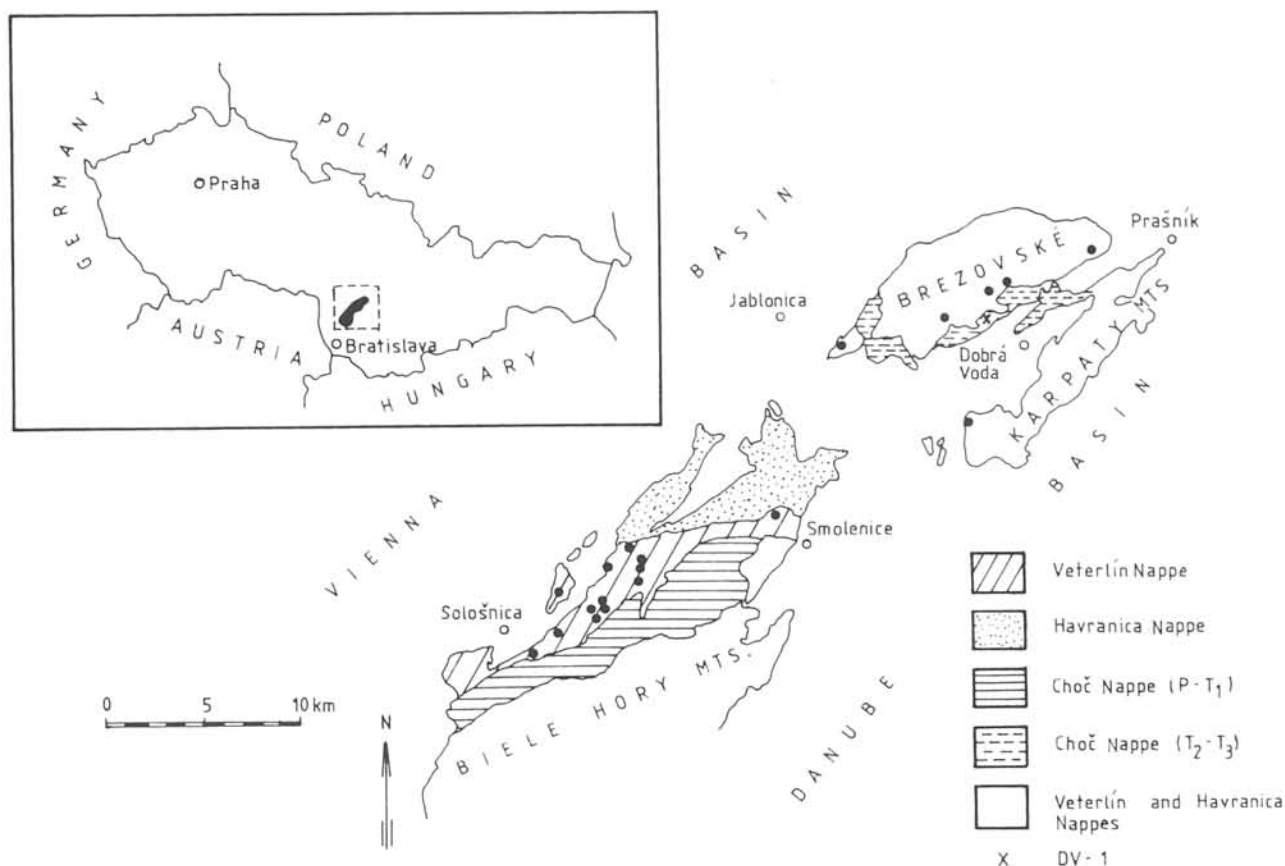 GERMANY
POLAND
Praha
AUSTRIA
Bratislava
HUNGARY
VIENNA
BASIN
Jablonica
BREZOVSKÉ
Prašník
Dobrá
Voda
KARPATY MTS
DANUBE
BASIN
Smolenice
Sološnica
BIELE HORY MTS.
0 5 10 km
N
Veterlín Nappe
Havranica Nappe
Choč Nappe (P-T₁)
Choč Nappe (T₂-T₃)
Veterlín and Havranica
Nappes
x DV-1